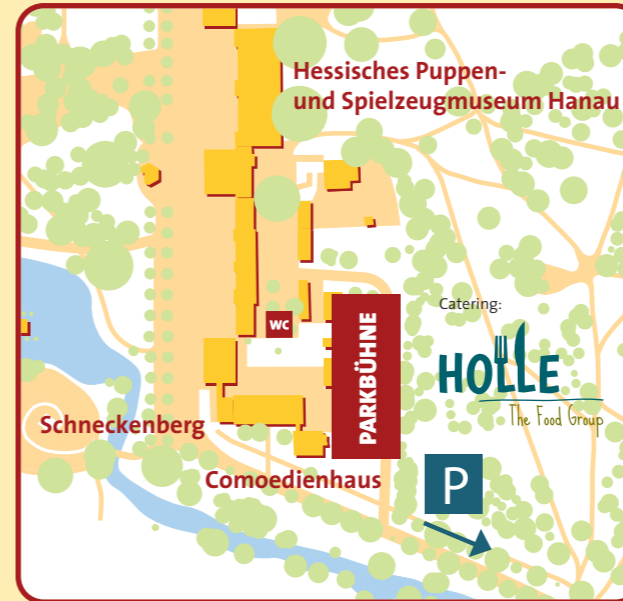 Hessisches Puppen-
und Spielzeugmuseum Hanau
Catering:
WC
PARKBÜHNE
HOLLE
The Food Group
Schneckenberg
Comoedienhaus
P